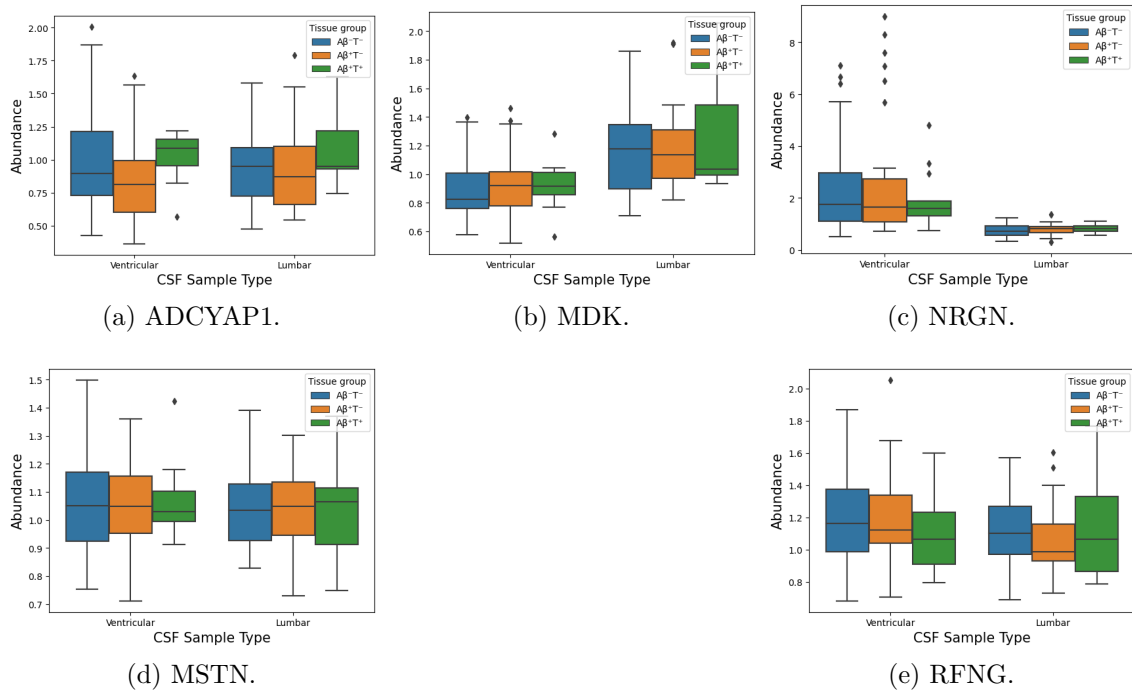 Tissue group
Aβ⁻T⁻
Aβ⁺T⁻
Aβ⁺T⁺
2.00
1.75
1.50
1.25
1.00
0.75
0.50
Abundance
Ventricular
Lumbar
CSF Sample Type
(a) ADCYAP1.
Tissue group
Aβ⁻T⁻
Aβ⁺T⁻
Aβ⁺T⁺
2.0
1.8
1.6
1.4
1.2
1.0
0.8
0.6
Abundance
Ventricular
Lumbar
CSF Sample Type
(b) MDK.
Tissue group
Aβ⁻T⁻
Aβ⁺T⁻
Aβ⁺T⁺
8
6
4
2
0
Abundance
Ventricular
Lumbar
CSF Sample Type
(c) NRGN.
Tissue group
Aβ⁻T⁻
Aβ⁺T⁻
Aβ⁺T⁺
1.5
1.4
1.3
1.2
1.1
1.0
0.9
0.8
0.7
Abundance
Ventricular
Lumbar
CSF Sample Type
(d) MSTN.
Tissue group
Aβ⁻T⁻
Aβ⁺T⁻
Aβ⁺T⁺
2.0
1.8
1.6
1.4
1.2
1.0
0.8
Abundance
Ventricular
Lumbar
CSF Sample Type
(e) RFNG.